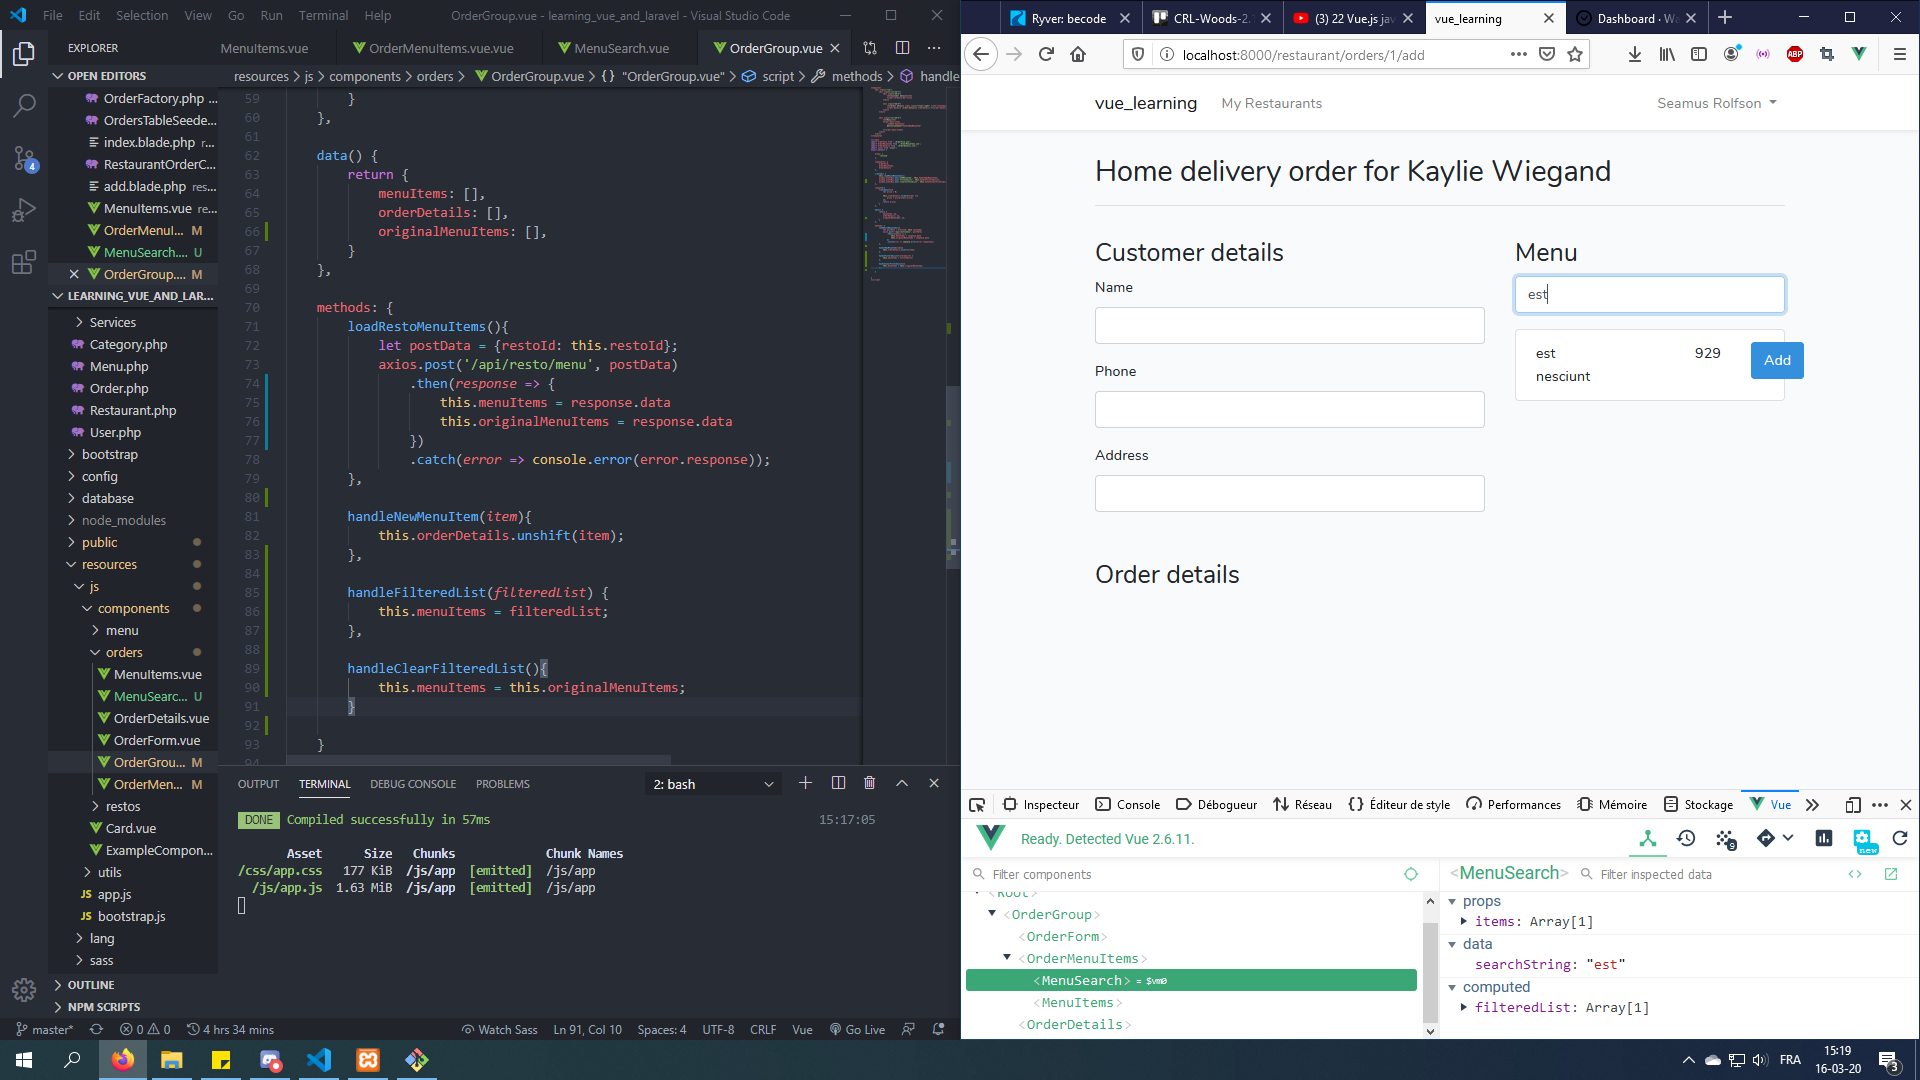 File Edit Selection View Go Run Terminal Help
OrderGroup.vue - learning_vue_and_laravel - Visual Studio Code
EXPLORER
MenuItems.vue
OrderMenuItems.vue.vue
MenuSearch.vue
OrderGroup.vue
OPEN EDITORS
resources > js > components > orders > OrderGroup.vue > {} "OrderGroup.vue" > script > methods > handle
OrderFactory.php ...
OrdersTableSeede...
index.blade.php r...
RestaurantOrderC...
add.blade.php res...
MenuItems.vue re...
OrderMenuI... M
MenuSearch.... U
OrderGroup.... M
LEARNING_VUE_AND_LAR...
Services
Category.php
Menu.php
Order.php
Restaurant.php
User.php
bootstrap
config
database
node_modules
public
resources
js
components
menu
orders
MenuItems.vue
MenuSearc... U
OrderDetails.vue
OrderForm.vue
OrderGrou... M
OrderMen... M
restos
Card.vue
ExampleCompon...
utils
app.js
bootstrap.js
lang
sass
OUTLINE
NPM SCRIPTS
59 }
60 },
61
62 data() {
63 return {
64 menuItems: [],
65 orderDetails: [],
66 originalMenuItems: [],
67 }
68 },
69
70 methods: {
71 loadRestoMenuItems(){
72 let postData = {restoId: this.restoId};
73 axios.post('/api/resto/menu', postData)
74 .then(response => {
75 this.menuItems = response.data
76 this.originalMenuItems = response.data
77 })
78 .catch(error => console.error(error.response));
79 },
80
81 handleNewMenuItem(item){
82 this.orderDetails.unshift(item);
83 },
84
85 handleFilteredList(filteredList) {
86 this.menuItems = filteredList;
87 },
88
89 handleClearFilteredList(){
90 this.menuItems = this.originalMenuItems;
91 }
92
93 }
94
OUTPUT TERMINAL DEBUG CONSOLE PROBLEMS
2: bash
DONE Compiled successfully in 57ms 15:17:05
Asset Size Chunks Chunk Names
/css/app.css 177 KiB /js/app [emitted] /js/app
/js/app.js 1.63 MiB /js/app [emitted] /js/app
master* 0 0 4 hrs 34 mins Watch Sass Ln 91, Col 10 Spaces: 4 UTF-8 CRLF Vue Go Live
4
Ryver: becode
CRL-Woods-2.
(3) 22 Vue.js jav
vue_learning
Dashboard · Wa
localhost:8000/restaurant/orders/1/add
ABP
vue_learning My Restaurants Seamus Rolfson
Home delivery order for Kaylie Wiegand
Customer details
Name
Phone
Address
Menu
est
est nesciunt
929
Add
Order details
Inspecteur Console Débogueur Réseau {} Éditeur de style Performances Mémoire Stockage Vue
Ready. Detected Vue 2.6.11.
9
new
Filter components
<MenuSearch> Filter inspected data
<Root>
<OrderGroup>
<OrderForm>
<OrderMenuItems>
<MenuSearch> = $vm0
<MenuItems>
<OrderDetails>
props
items: Array[1]
data
searchString: "est"
computed
filteredList: Array[1]
FRA
15:19
16-03-20
3